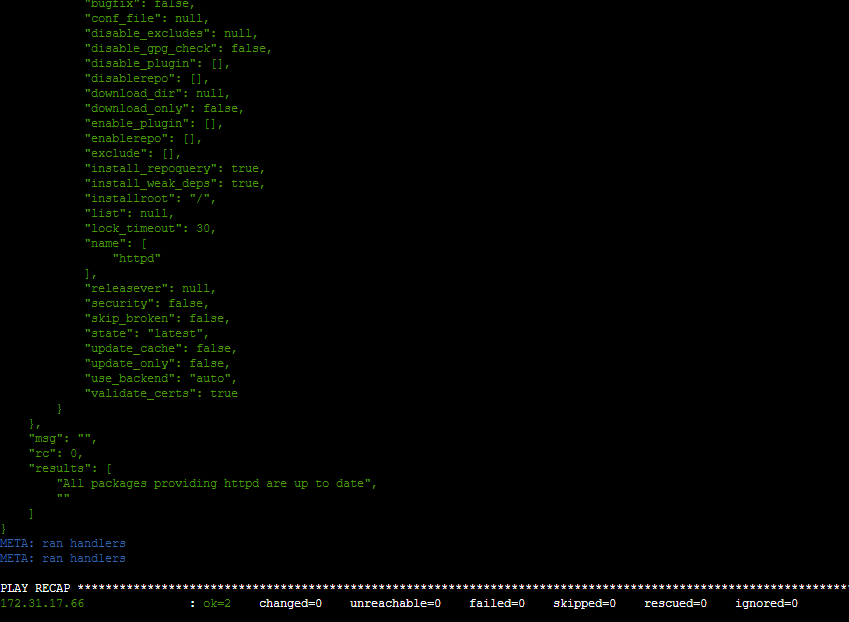 "bugfix": false,
"conf_file": null,
"disable_excludes": null,
"disable_gpg_check": false,
"disable_plugin": [],
"disablerepo": [],
"download_dir": null,
"download_only": false,
"enable_plugin": [],
"enablerepo": [],
"exclude": [],
"install_repoquery": true,
"install_weak_deps": true,
"installroot": "/",
"list": null,
"lock_timeout": 30,
"name": [
"httpd"
],
"releasever": null,
"security": false,
"skip_broken": false,
"state": "latest",
"update_cache": false,
"update_only": false,
"use_backend": "auto",
"validate_certs": true
}
},
"msg": "",
"rc": 0,
"results": [
"All packages providing httpd are up to date",
""
]
}
META: ran handlers
META: ran handlers
PLAY RECAP **************************************************************************************************************
172.31.17.66 : ok=2 changed=0 unreachable=0 failed=0 skipped=0 rescued=0 ignored=0